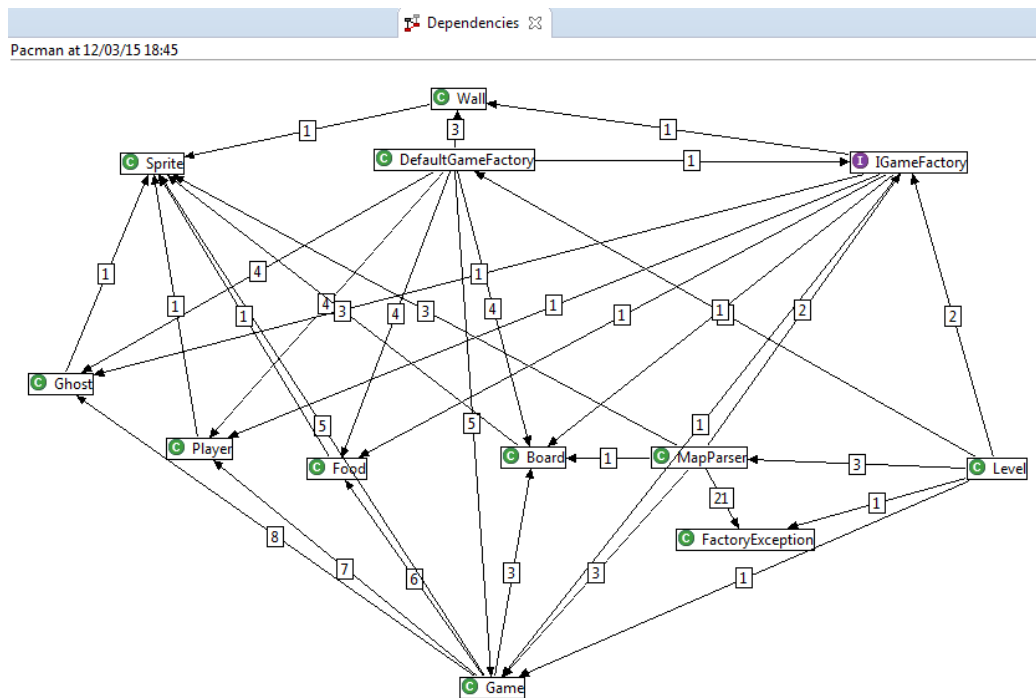 Dependencies
Pacman at 12/03/15 18:45
C Wall
1
3
1
C Sprite
C DefaultGameFactory
1
I IGameFactory
1
4
1
1
4
3
4
1
4
3
1
1
1
2
2
C Ghost
5
1
5
1
C Player
C Food
C Board
1
C MapParser
3
C Level
21
1
C FactoryException
8
7
6
3
3
1
C Game